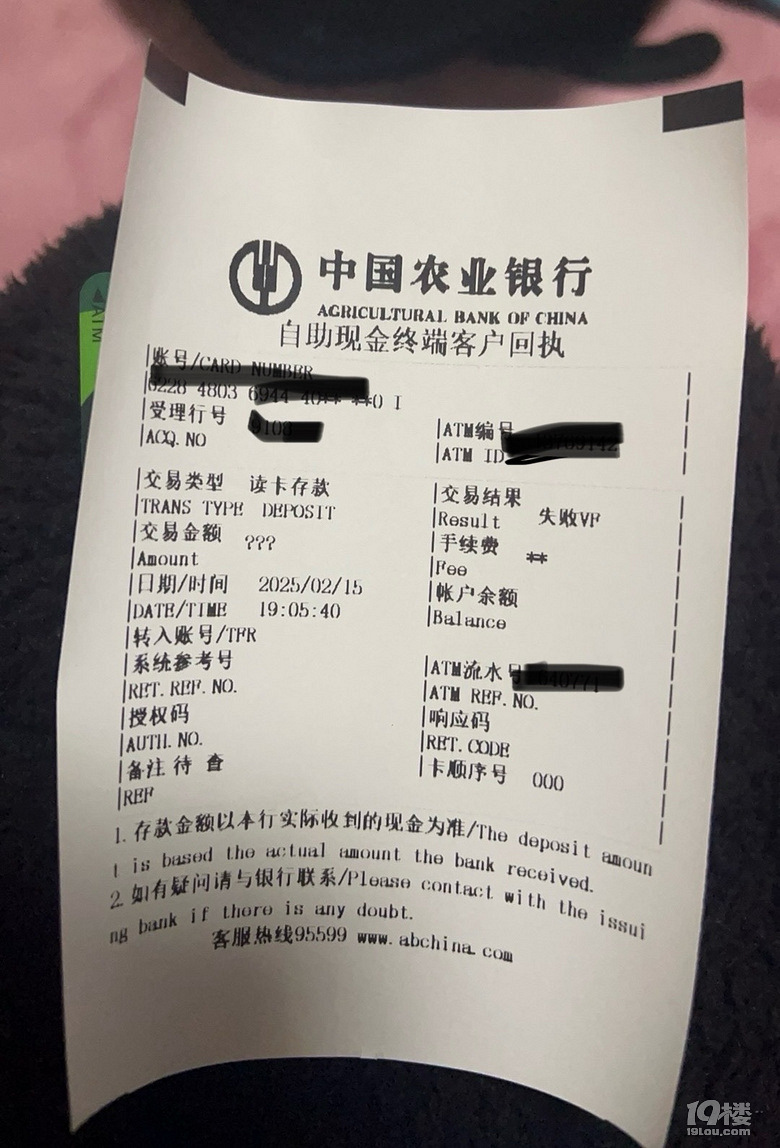 中国农业银行
AGRICULTURAL BANK OF CHINA
自助现金终端客户回执
账号/CARD NUMBER
受理行号
ACQ.NO
ATM编号
ATM ID
交易类型 读卡存款
TRANS TYPE DEPOSIT
交易结果
Result 失败VF
交易金额 ???
Amount
手续费 **
Fee
日期/时间 2025/02/15
DATE/TIME 19:05:40
帐户余额
Balance
转入账号/TFR
系统参考号
RET.REF.NO.
ATM流水号
ATM REF.NO.
授权码
AUTH.NO.
响应码
RET.CODE
备注 待 查
REF
卡顺序号 000
1. 存款金额以本行实际收到的现金为准/The deposit amoun
t is based the actual amount the bank received.
2. 如有疑问请与银行联系/Please contact with the issui
ng bank if there is any doubt.
客服热线95599 www.abchina.com
ATM
19楼
19lou.com